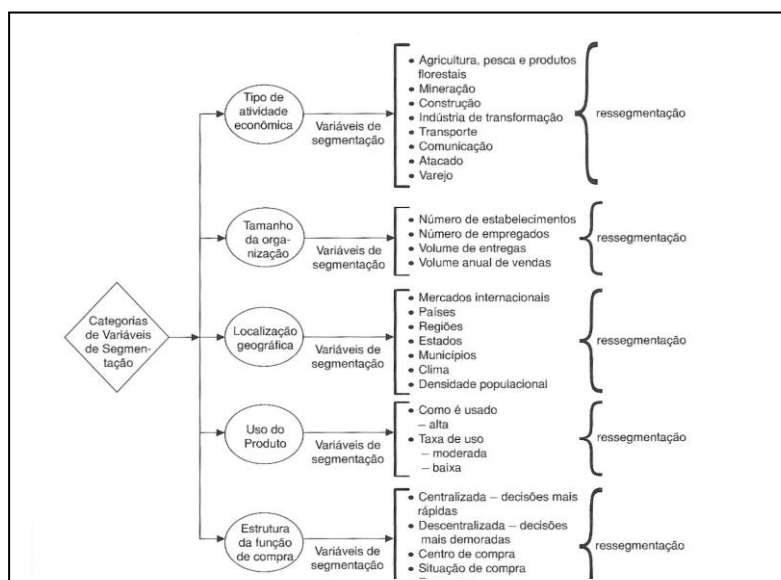 Categorias
de Variáveis
de Segmen-
tação
Tipo de
atividade
econômica
Variáveis de
segmentação
• Agricultura, pesca e produtos
florestais
• Mineração
• Construção
• Indústria de transformação
• Transporte
• Comunicação
• Atacado
• Varejo
ressegmentação
Tamanho
da orga-
nização
Variáveis de
segmentação
• Número de estabelecimentos
• Número de empregados
• Volume de entregas
• Volume anual de vendas
ressegmentação
Localização
geográfica
Variáveis de
segmentação
• Mercados internacionais
• Países
• Regiões
• Estados
• Municípios
• Clima
• Densidade populacional
ressegmentação
Uso do
Produto
Variáveis de
segmentação
• Como é usado
– alta
• Taxa de uso
– moderada
– baixa
ressegmentação
Estrutura
da função
de compra
Variáveis de
segmentação
• Centralizada – decisões mais
rápidas
• Descentralizada – decisões
mais demoradas
• Centro de compra
• Situação de compra
ressegmentação